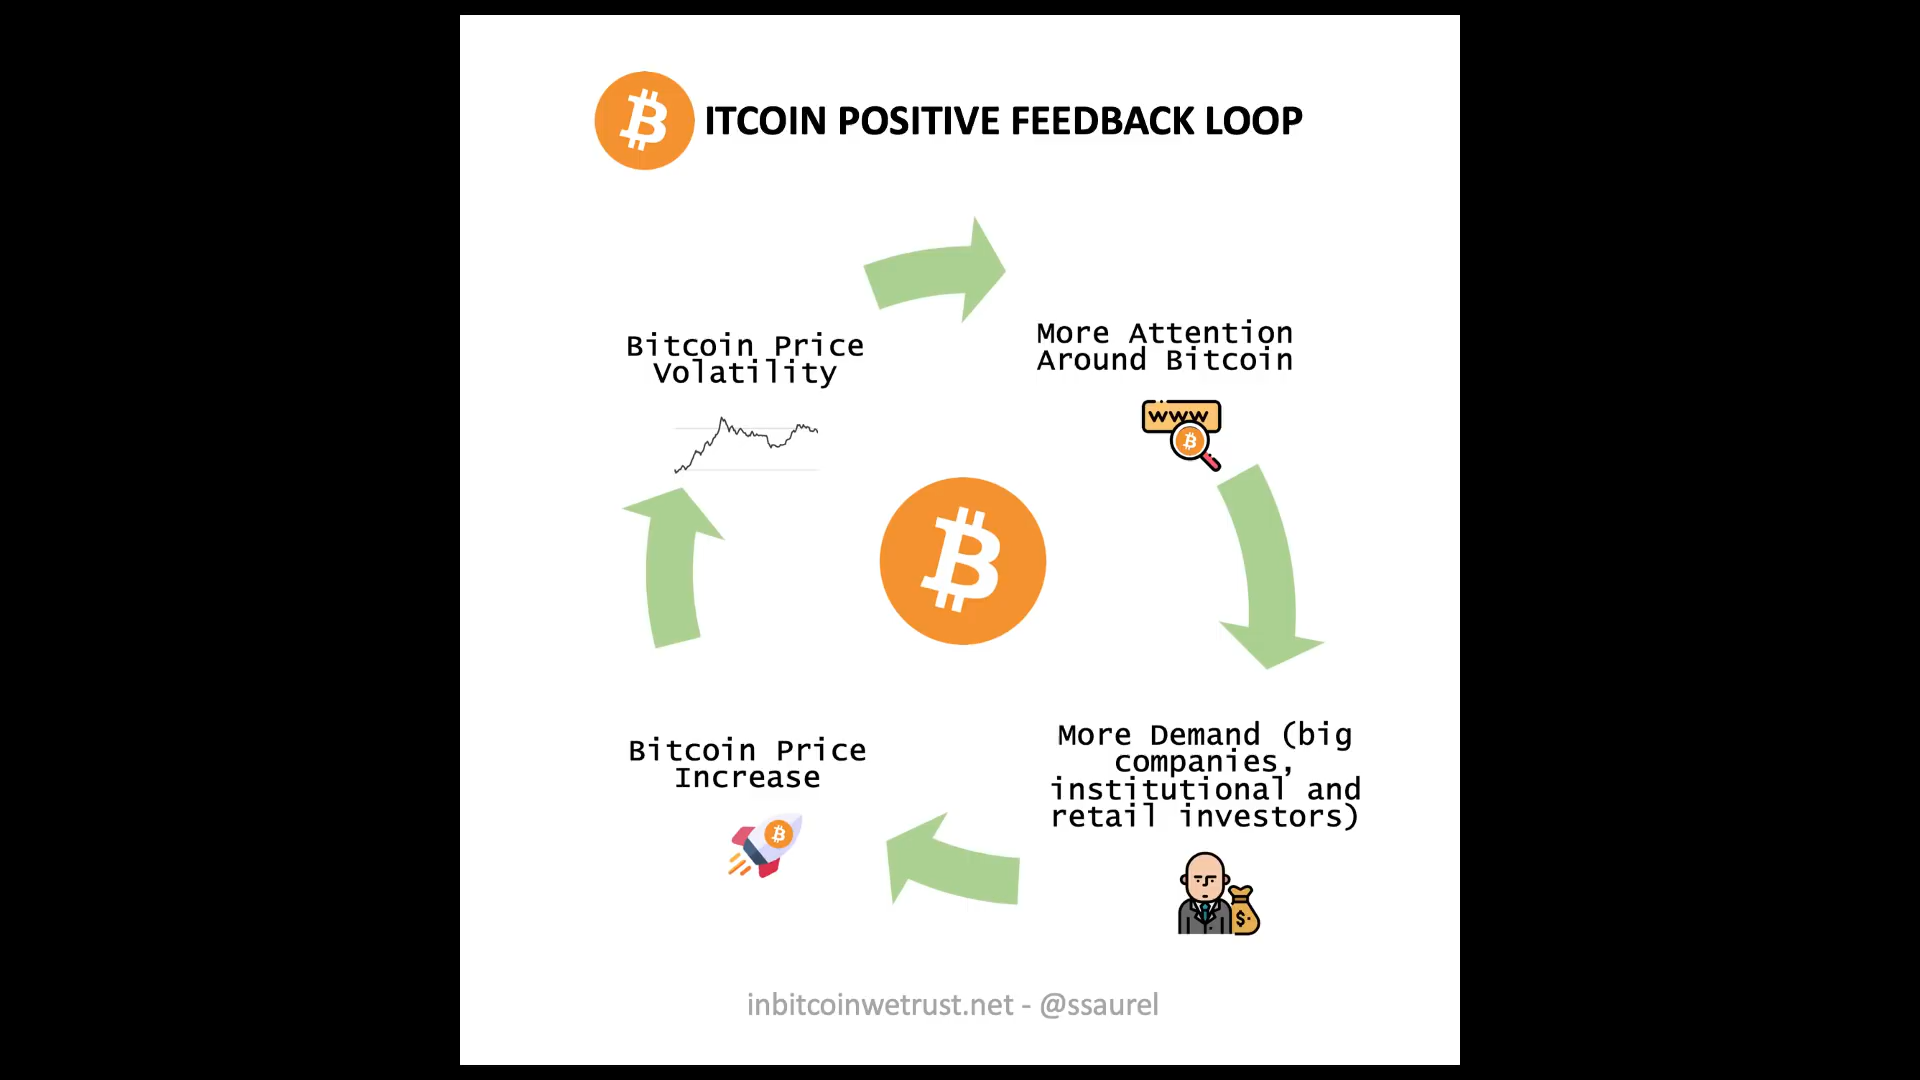 ITCOIN POSITIVE FEEDBACK LOOP
Bitcoin Price
Volatility
More Attention
Around Bitcoin
www
More Demand (big
companies,
institutional and
retail investors)
$
Bitcoin Price
Increase
inbitcoinwetrust.net - @ssaurel